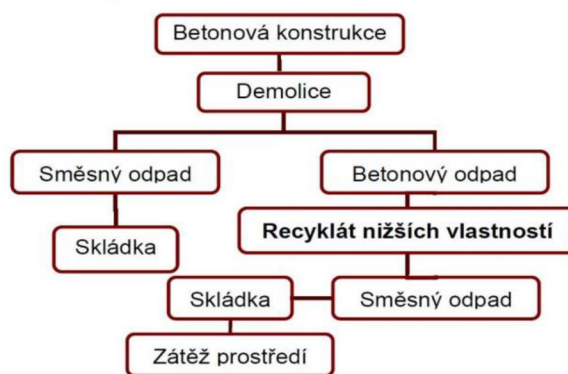 Betonová konstrukce
Demolice
Směsný odpad
Betonový odpad
Skládka
Recyklát nižších vlastností
Skládka
Směsný odpad
Zátěž prostředí